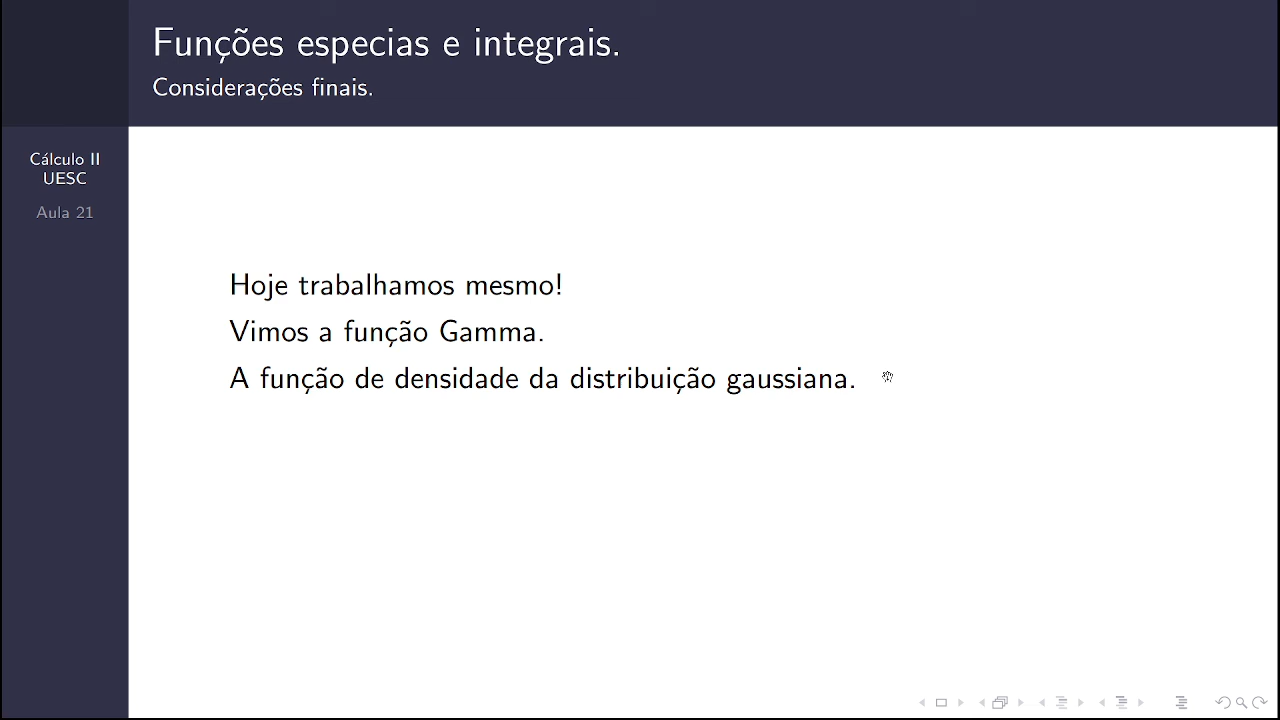 Funções especias e integrais.
Considerações finais.
Cálculo II
UESC
Aula 21
Hoje trabalhamos mesmo!
Vimos a função Gamma.
A função de densidade da distribuição gaussiana.